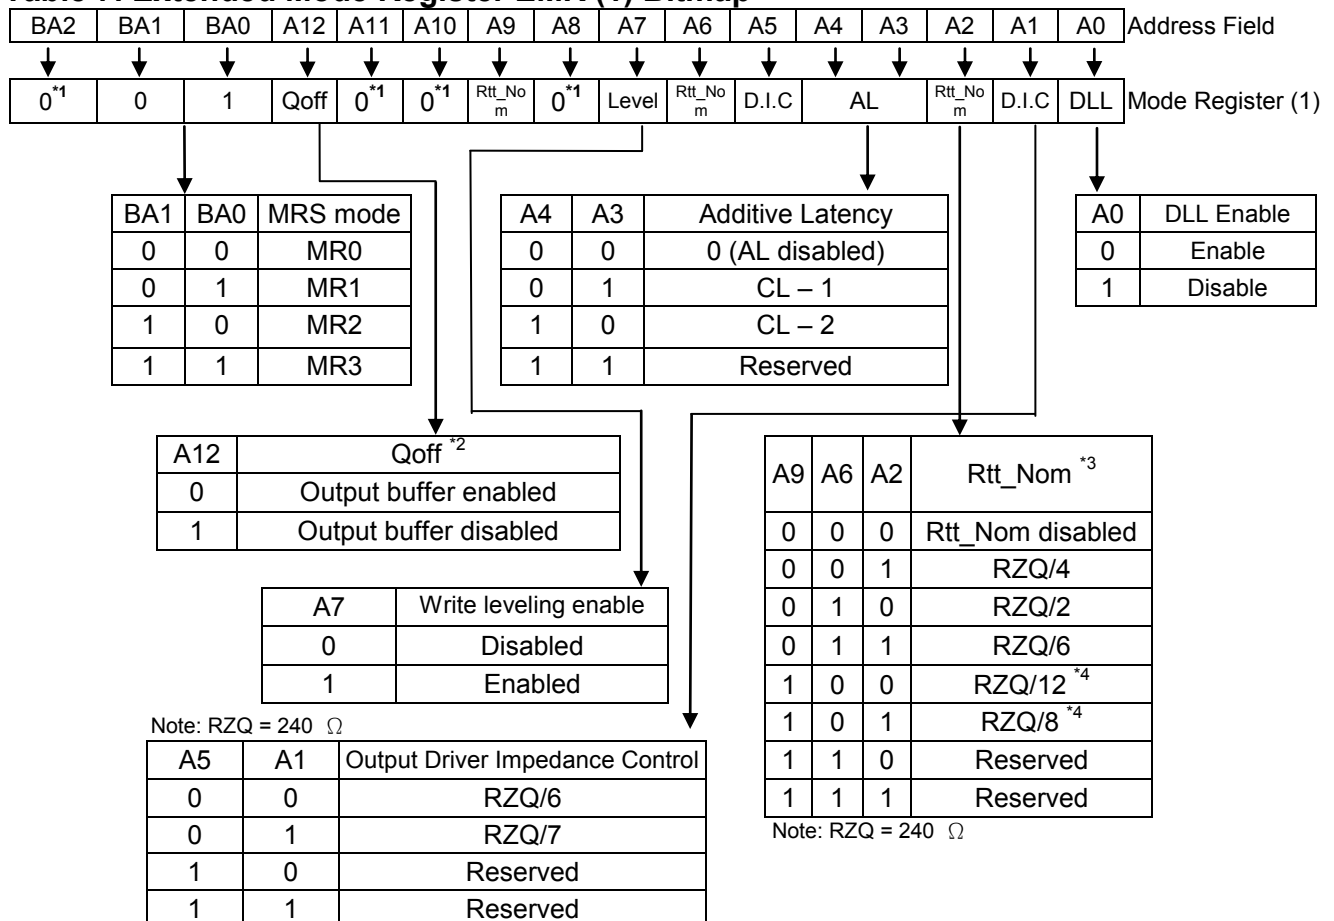 BA2 BA1 BA0 A12 A11 A10 A9 A8 A7 A6 A5 A4 A3 A2 A1 A0 Address Field
0*1 0 1 Qoff 0*1 0*1 Rtt_Nom 0*1 Level Rtt_Nom D.I.C AL Rtt_Nom D.I.C DLL Mode Register (1)
BA1 BA0 MRS mode
0 0 MR0
0 1 MR1
1 0 MR2
1 1 MR3
A4 A3 Additive Latency
0 0 0 (AL disabled)
0 1 CL – 1
1 0 CL – 2
1 1 Reserved
A0 DLL Enable
0 Enable
1 Disable
A12 Qoff *2
0 Output buffer enabled
1 Output buffer disabled
A9 A6 A2 Rtt_Nom *3
0 0 0 Rtt_Nom disabled
0 0 1 RZQ/4
0 1 0 RZQ/2
0 1 1 RZQ/6
1 0 0 RZQ/12 *4
1 0 1 RZQ/8 *4
1 1 0 Reserved
1 1 1 Reserved
Note: RZQ = 240 Ω
A7 Write leveling enable
0 Disabled
1 Enabled
Note: RZQ = 240 Ω
A5 A1 Output Driver Impedance Control
0 0 RZQ/6
0 1 RZQ/7
1 0 Reserved
1 1 Reserved